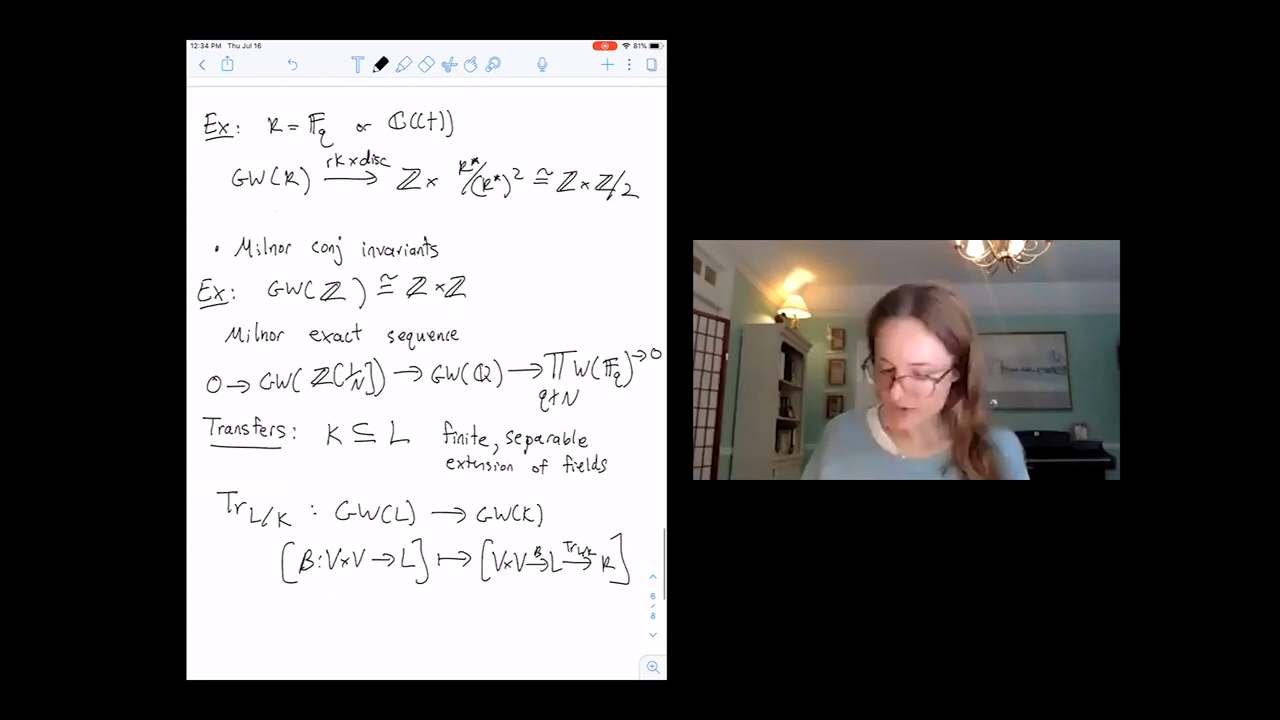 12:34 PM Thu Jul 16
81%
Ex: k = 𝔽_q or ℂ((t))
GW(k) —rk×disc→ ℤ × k*/(k*)² ≅ ℤ × ℤ/2
• Milnor conj invariants
Ex: GW(ℤ) ≅ ℤ × ℤ
Milnor exact sequence
0 → GW(ℤ[1/N]) → GW(ℚ) → ∏_{q∤N} W(𝔽_q) → 0
Transfers: K ⊆ L finite, separable
extension of fields
Tr_{L/K} : GW(L) → GW(K)
[β: V×V → L] ↦ [V×V —β→ L —Tr_{L/K}→ k]
6
/
8